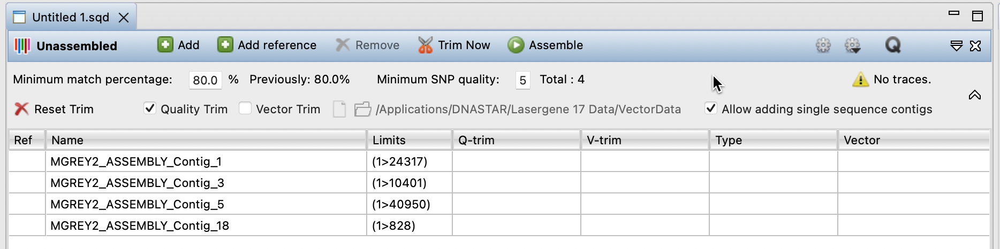 Untitled 1.sqd
Unassembled Add Add reference Remove Trim Now Assemble
Minimum match percentage: 80.0 % Previously: 80.0% Minimum SNP quality: 5 Total : 4 No traces.
Reset Trim Quality Trim Vector Trim /Applications/DNASTAR/Lasergene 17 Data/VectorData Allow adding single sequence contigs
Ref Name Limits Q-trim V-trim Type Vector
MGREY2_ASSEMBLY_Contig_1 (1>24317)
MGREY2_ASSEMBLY_Contig_3 (1>10401)
MGREY2_ASSEMBLY_Contig_5 (1>40950)
MGREY2_ASSEMBLY_Contig_18 (1>828)